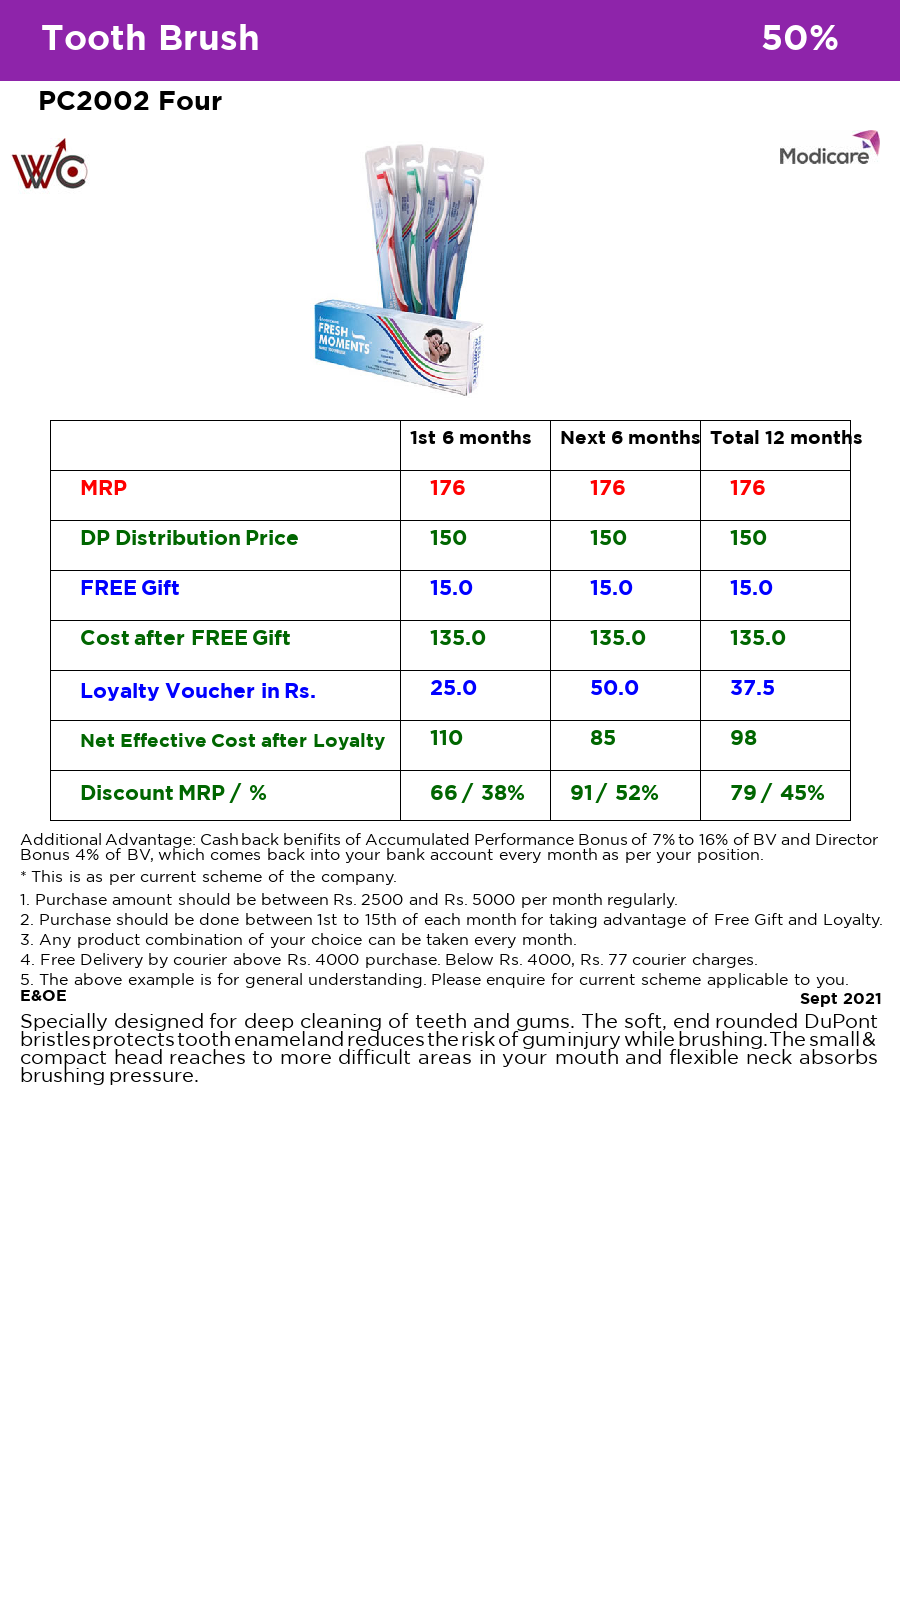 Tooth Brush 50%
PC2002 Four
WC
Modicare
FRESH
MOMENTS
1st 6 months Next 6 months Total 12 months
MRP 176 176 176
DP Distribution Price 150 150 150
FREE Gift 15.0 15.0 15.0
Cost after FREE Gift 135.0 135.0 135.0
Loyalty Voucher in Rs. 25.0 50.0 37.5
Net Effective Cost after Loyalty 110 85 98
Discount MRP / % 66 / 38% 91 / 52% 79 / 45%
Additional Advantage: Cash back benifits of Accumulated Performance Bonus of 7% to 16% of BV and Director
Bonus 4% of BV, which comes back into your bank account every month as per your position.
* This is as per current scheme of the company.
1. Purchase amount should be between Rs. 2500 and Rs. 5000 per month regularly.
2. Purchase should be done between 1st to 15th of each month for taking advantage of Free Gift and Loyalty.
3. Any product combination of your choice can be taken every month.
4. Free Delivery by courier above Rs. 4000 purchase. Below Rs. 4000, Rs. 77 courier charges.
5. The above example is for general understanding. Please enquire for current scheme applicable to you.
E&OE
Sept 2021
Specially designed for deep cleaning of teeth and gums. The soft, end rounded DuPont
bristles protects tooth enamel and reduces the risk of gum injury while brushing. The small &
compact head reaches to more difficult areas in your mouth and flexible neck absorbs
brushing pressure.